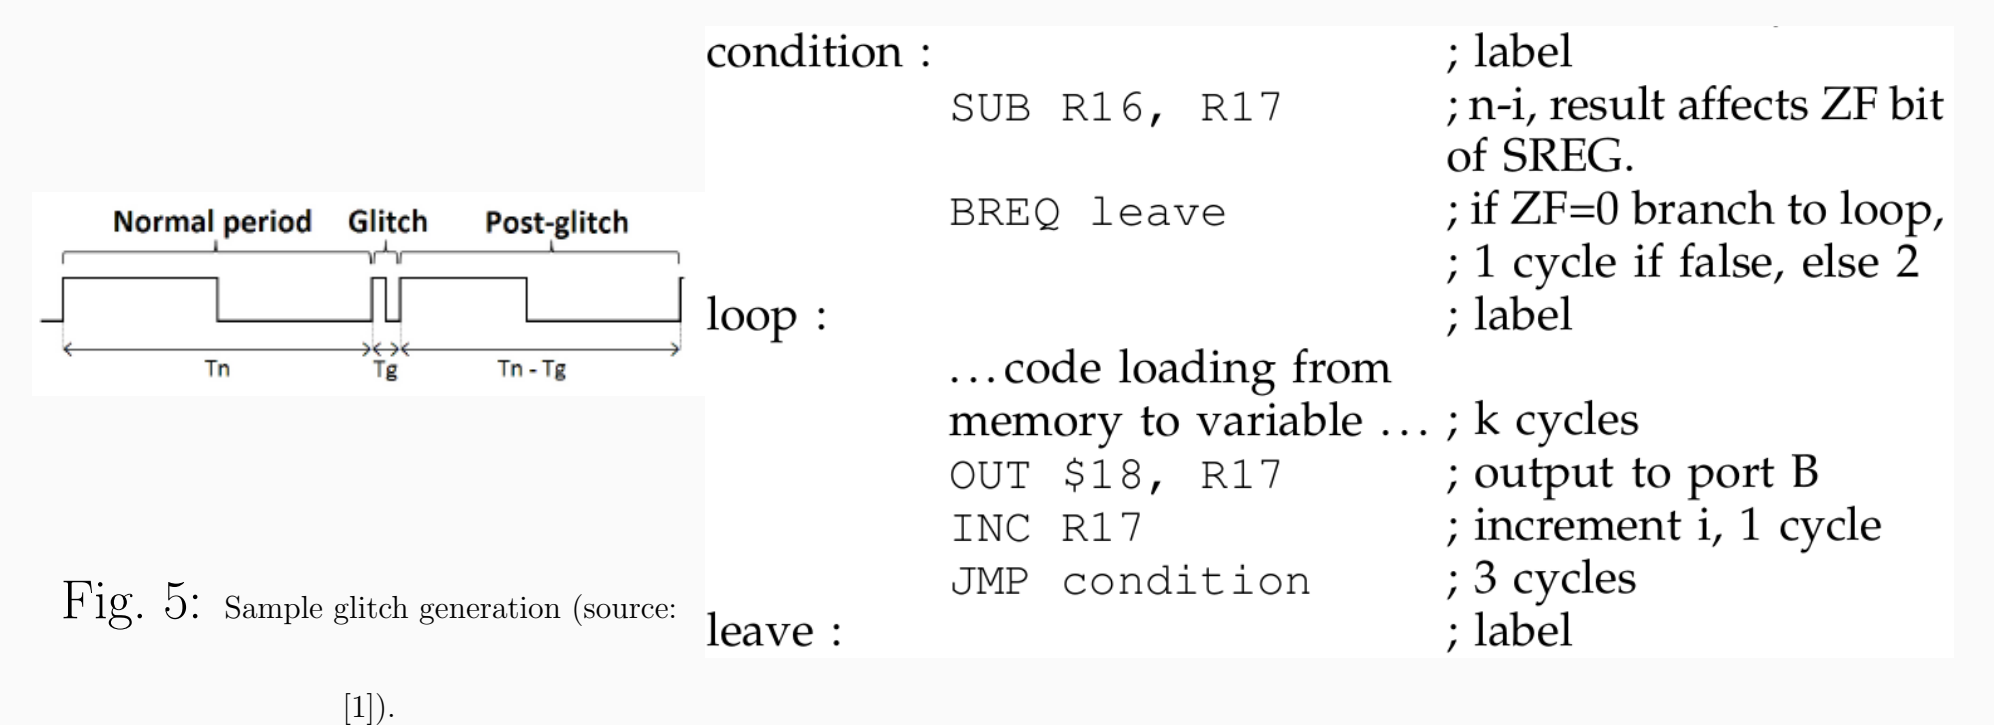 Normal period Glitch Post-glitch
Tn Tg Tn - Tg
Fig. 5: Sample glitch generation (source:
[1]).
condition : ; label
SUB R16, R17 ; n-i, result affects ZF bit
of SREG.
BREQ leave ; if ZF=0 branch to loop,
; 1 cycle if false, else 2
loop : ; label
...code loading from
memory to variable ... ; k cycles
OUT $18, R17 ; output to port B
INC R17 ; increment i, 1 cycle
JMP condition ; 3 cycles
leave : ; label